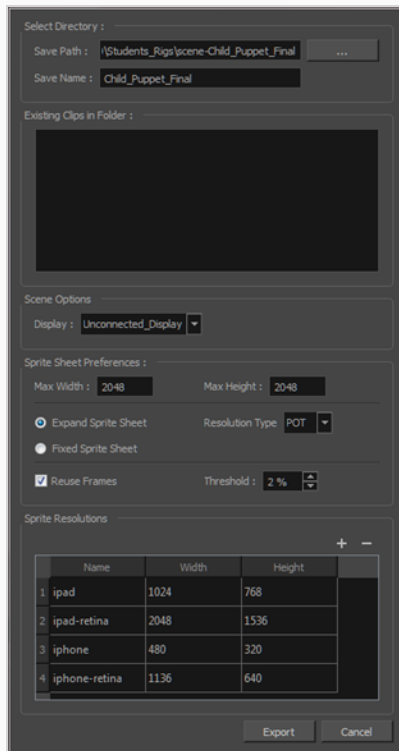 Select Directory :
Save Path : \Students_Rigs\scene-Child_Puppet_Final ...
Save Name : Child_Puppet_Final
Existing Clips in Folder :
Scene Options
Display : Unconnected_Display
Sprite Sheet Preferences :
Max Width : 2048 Max Height : 2048
Expand Sprite Sheet Resolution Type POT
Fixed Sprite Sheet
Reuse Frames Threshold : 2 %
Sprite Resolutions
+ −
Name Width Height
1 ipad 1024 768
2 ipad-retina 2048 1536
3 iphone 480 320
4 iphone-retina 1136 640
Export Cancel